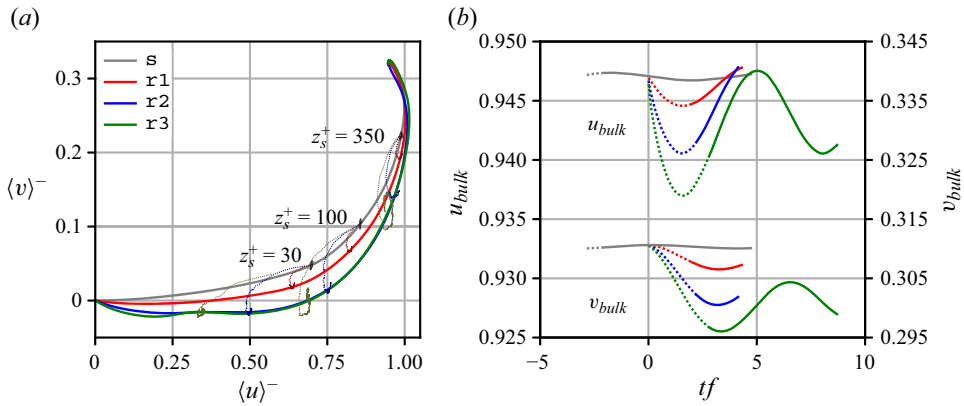 (a)
0.3
0.2
0.1
0
⟨v⟩⁻
s
r1
r2
r3
z_s^+ = 350
z_s^+ = 100
z_s^+ = 30
0 0.25 0.50 0.75 1.00
⟨u⟩⁻
(b)
0.950
0.945
0.940
0.935
0.930
0.925
u_bulk
u_bulk
v_bulk
0.345
0.335
0.325
0.315
0.305
0.295
v_bulk
−5 0 5 10
tf